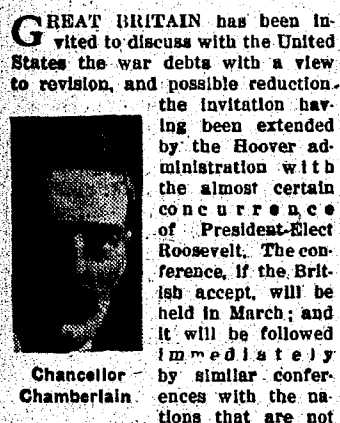 GREAT BRITAIN has been in-
vited to discuss with the United
States the war debts with a view
to revision, and possible reduction,
the invitation hav-
ing been extended
by the Hoover ad-
ministration with
the almost certain
concurrence
of President-Elect
Roosevelt. The con-
ference, if the Brit-
ish accept, will be
held in March; and
it will be followed
immediately
by similar confer-
ences with the na-
tions that are not
Chancellor
Chamberlain